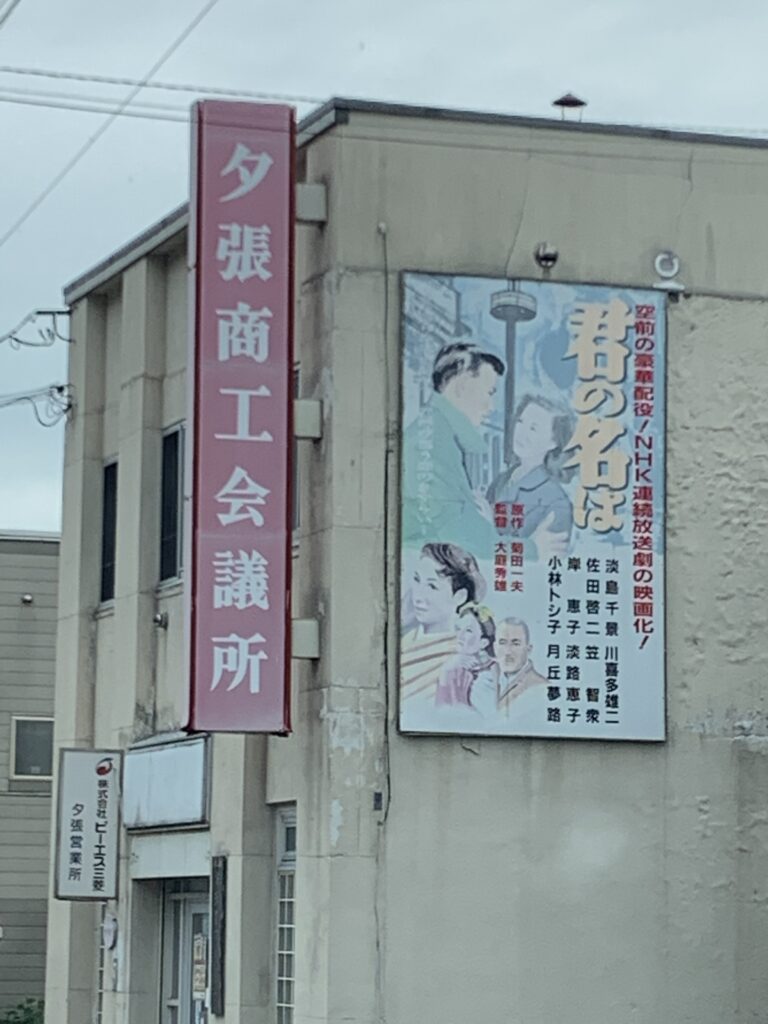 夕張商工会議所
空前の豪華配役!NHK連続放送劇の映画化!
君の名は
原作 菊田一夫
監督 大庭秀雄
淡島千景 川喜多雄二
佐田啓二 笠智衆
岸恵子 淡路恵子
小林トシ子 月丘夢路
株式会社ピーエス三菱
夕張営業所